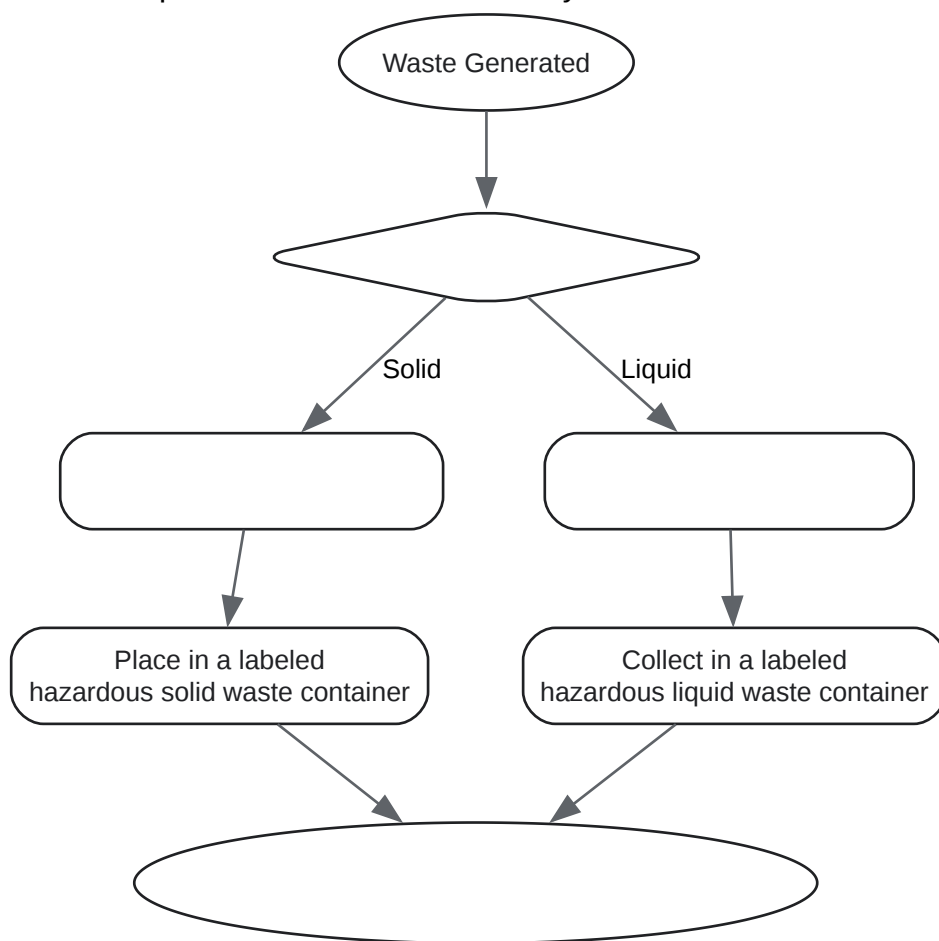 Waste Generated
Solid
Liquid
Place in a labeled
hazardous solid waste container
Collect in a labeled
hazardous liquid waste container